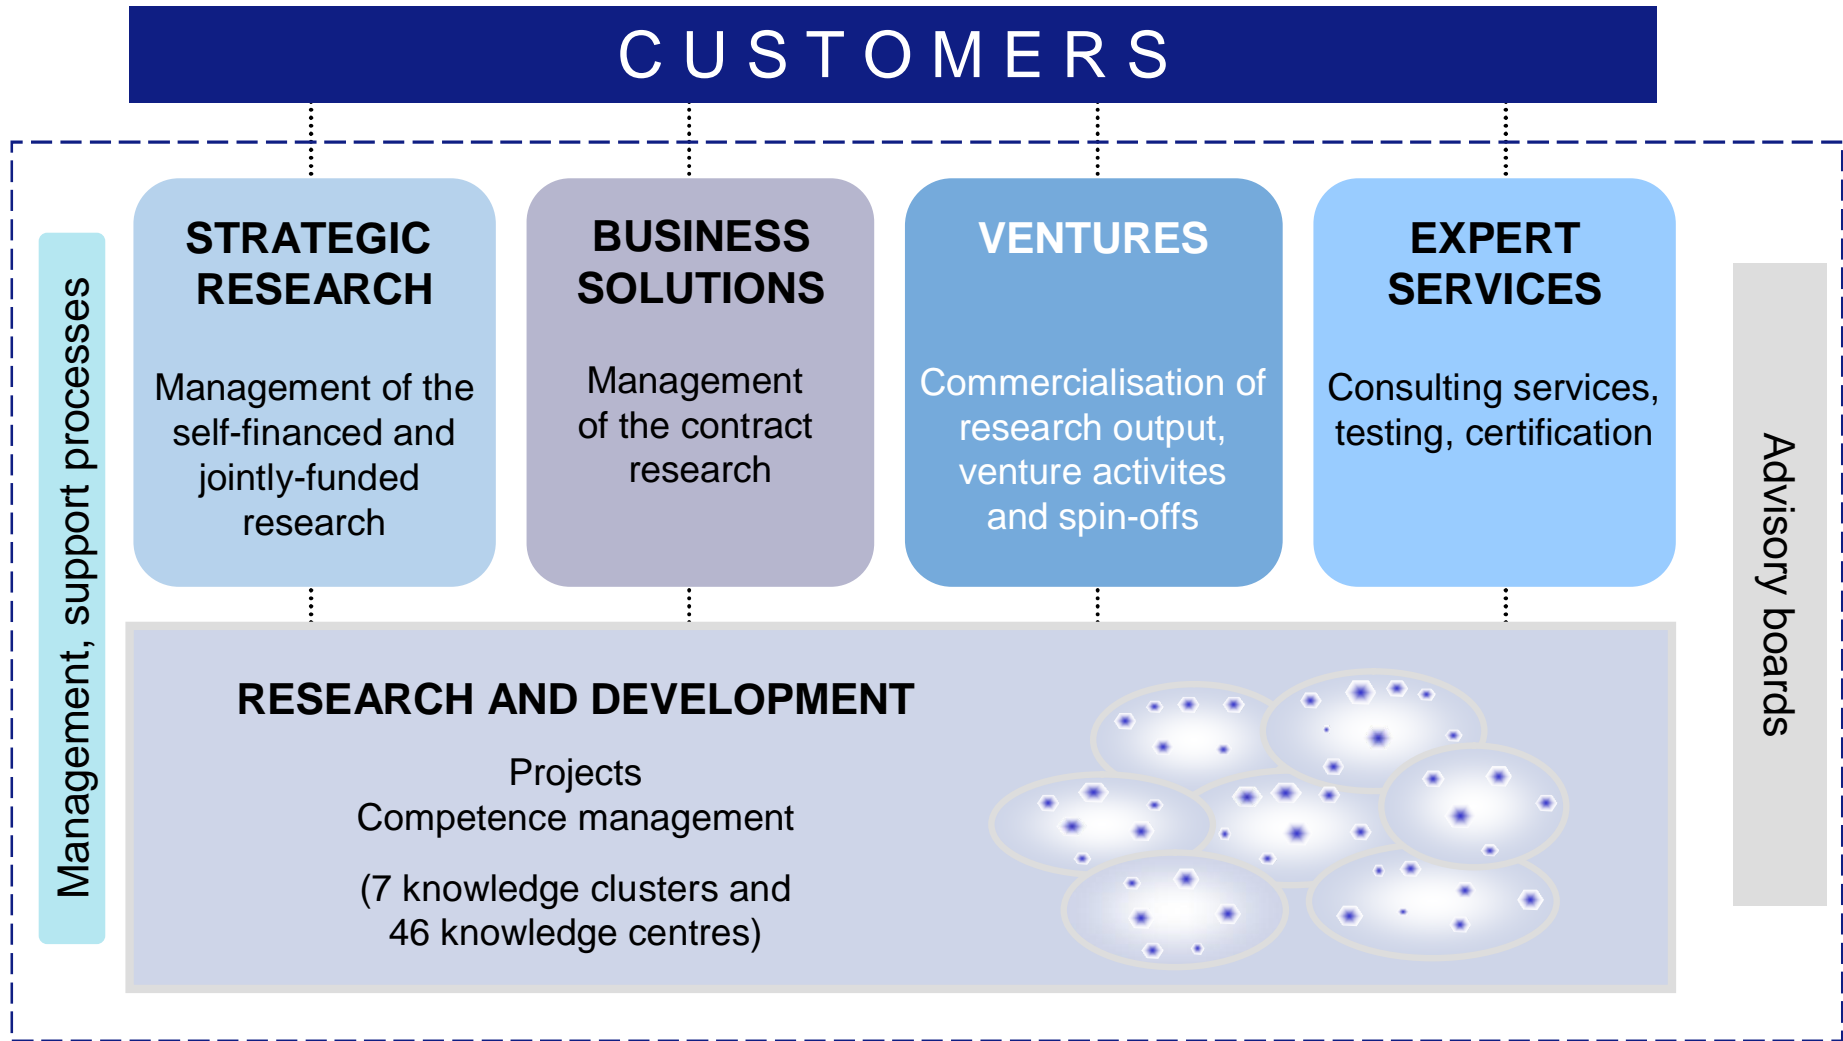 CUSTOMERS
Management, support processes
STRATEGIC
RESEARCH
Management of the
self-financed and
jointly-funded
research
BUSINESS
SOLUTIONS
Management
of the contract
research
VENTURES
Commercialisation of
research output,
venture activites
and spin-offs
EXPERT
SERVICES
Consulting services,
testing, certification
Advisory boards
RESEARCH AND DEVELOPMENT
Projects
Competence management
(7 knowledge clusters and
46 knowledge centres)